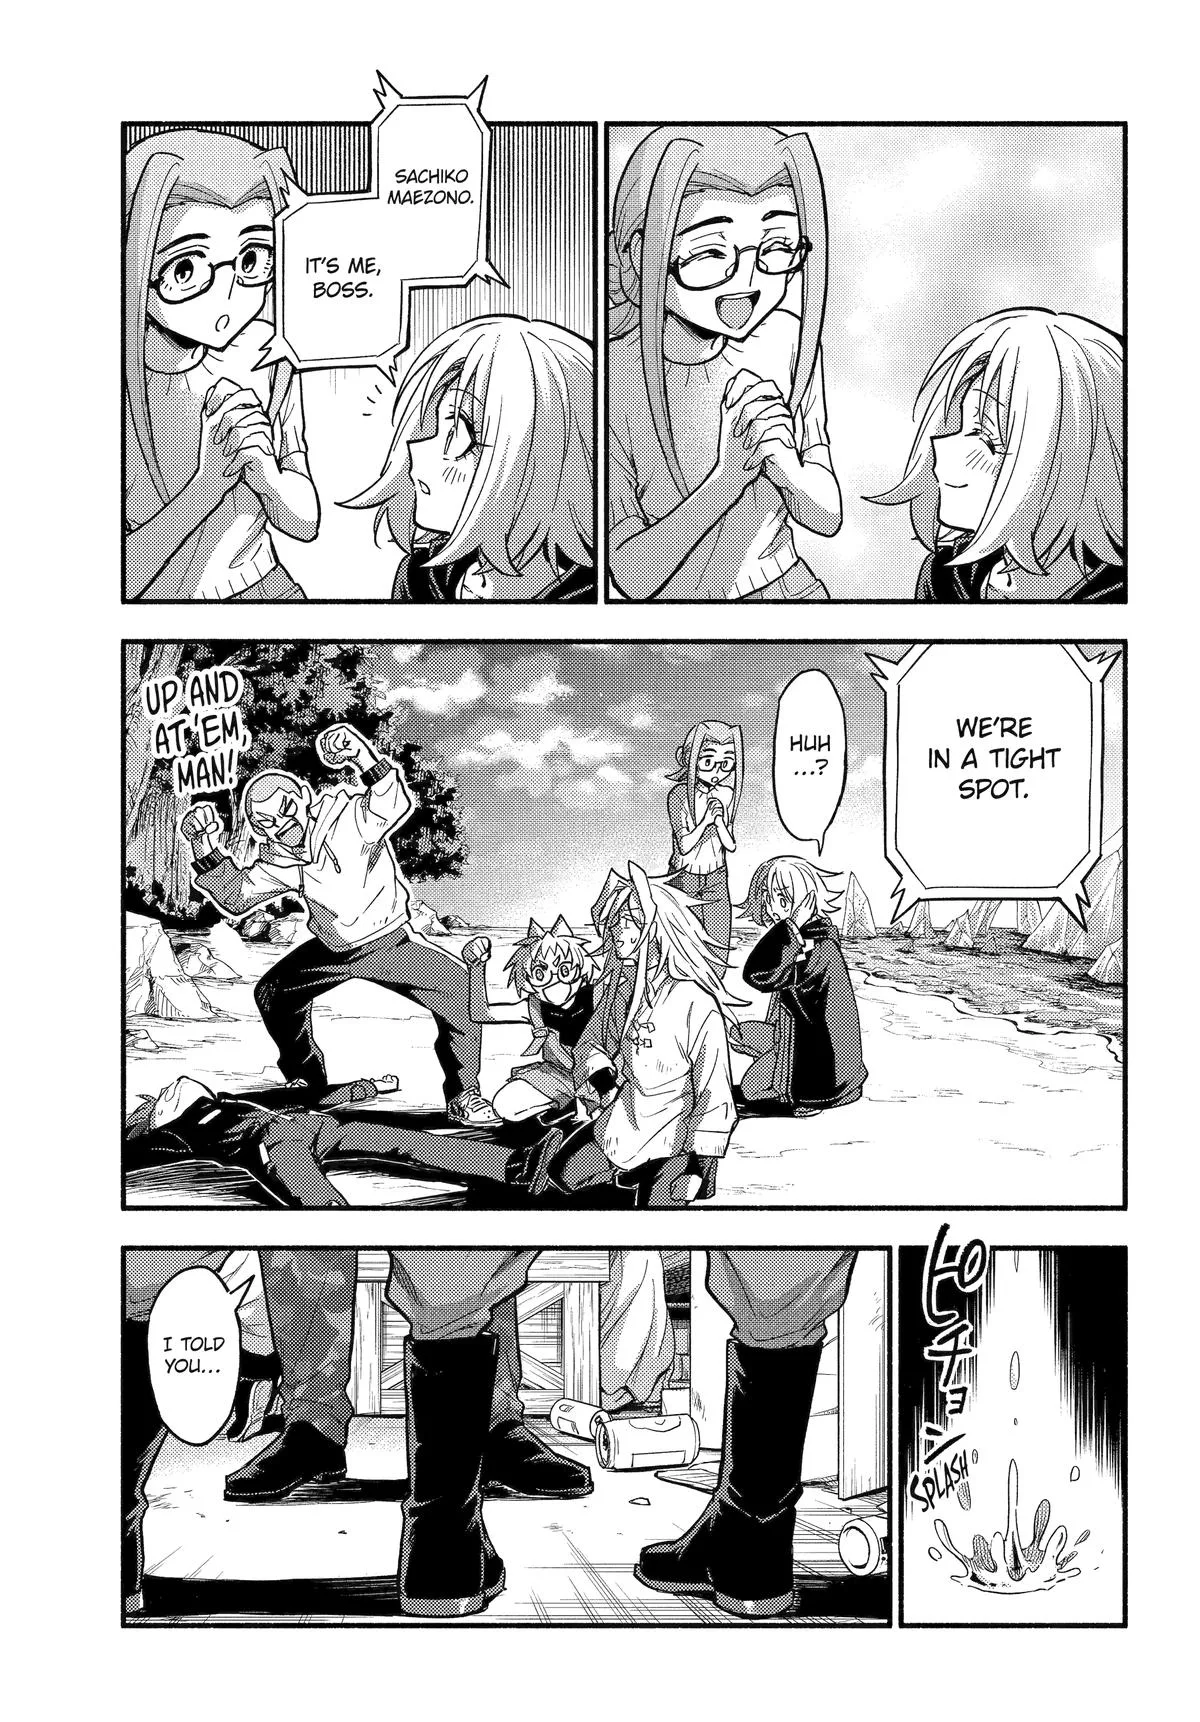 SACHIKO
MAEZONO.
IT'S ME,
BOSS.
WE'RE
IN A TIGHT
SPOT.
HUH
...?
UP AND
AT 'EM,
MAN!
ピチョン
SPLASH
I TOLD
YOU...